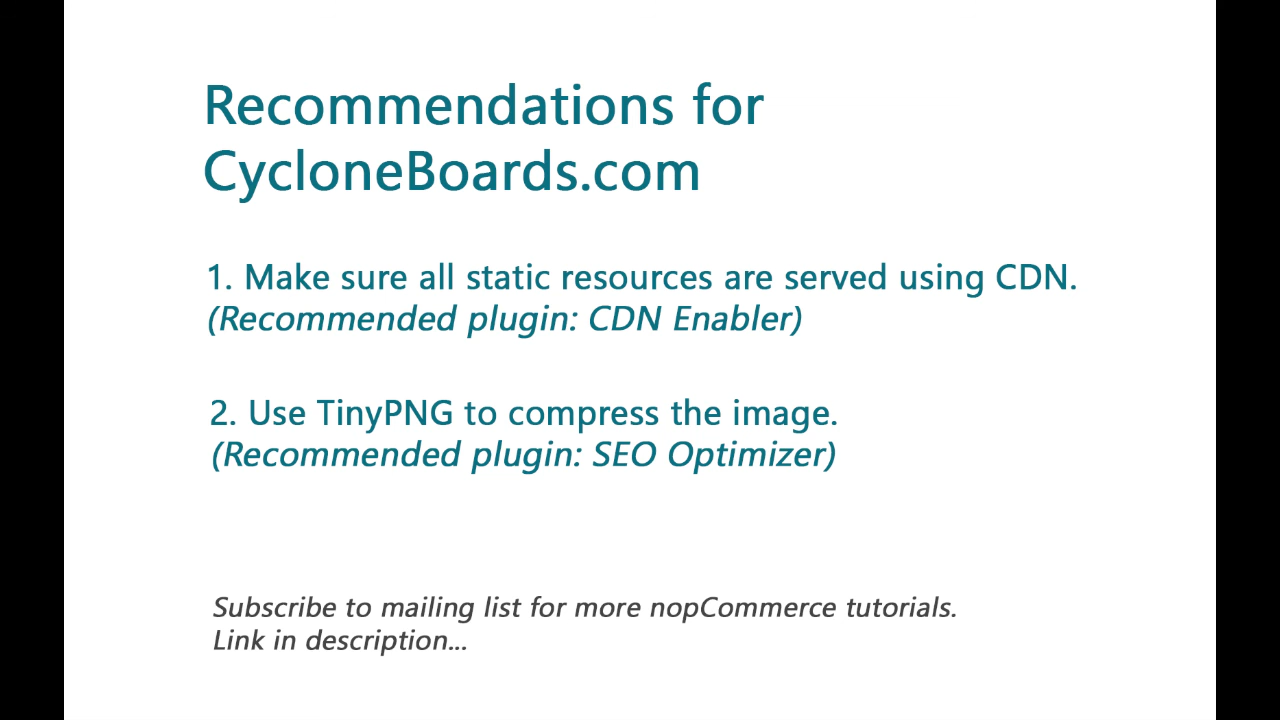 Recommendations for
CycloneBoards.com
1. Make sure all static resources are served using CDN.
(Recommended plugin: CDN Enabler)
2. Use TinyPNG to compress the image.
(Recommended plugin: SEO Optimizer)
Subscribe to mailing list for more nopCommerce tutorials.
Link in description...